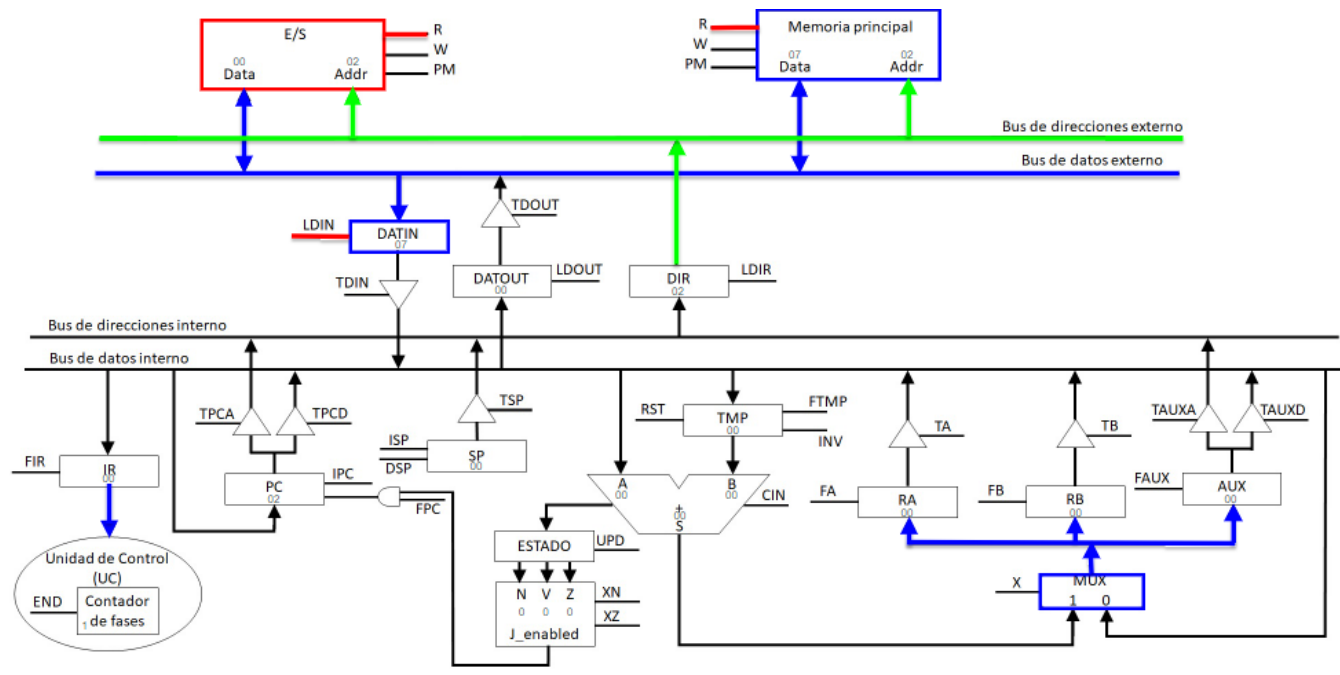 E/S
R
W
PM
00
Data
02
Addr
R
W
PM
Memoria principal
07
Data
02
Addr
Bus de direcciones externo
Bus de datos externo
LDIN
DATIN
07
TDOUT
TDIN
DATOUT
00
LDOUT
DIR
02
LDIR
Bus de direcciones interno
Bus de datos interno
TPCA
TPCD
TSP
RST
TMP
00
FTMP
INV
TA
TB
TAUXA
TAUXD
FIR
IR
00
ISP
DSP
SP
00
PC
02
IPC
FPC
A
00
B
00
+
00
S
CIN
FA
RA
00
FB
RB
00
FAUX
AUX
00
ESTADO
UPD
Unidad de Control
(UC)
END
Contador
de fases
1
N V Z
0 0 0
J_enabled
XN
XZ
X
MUX
1 0